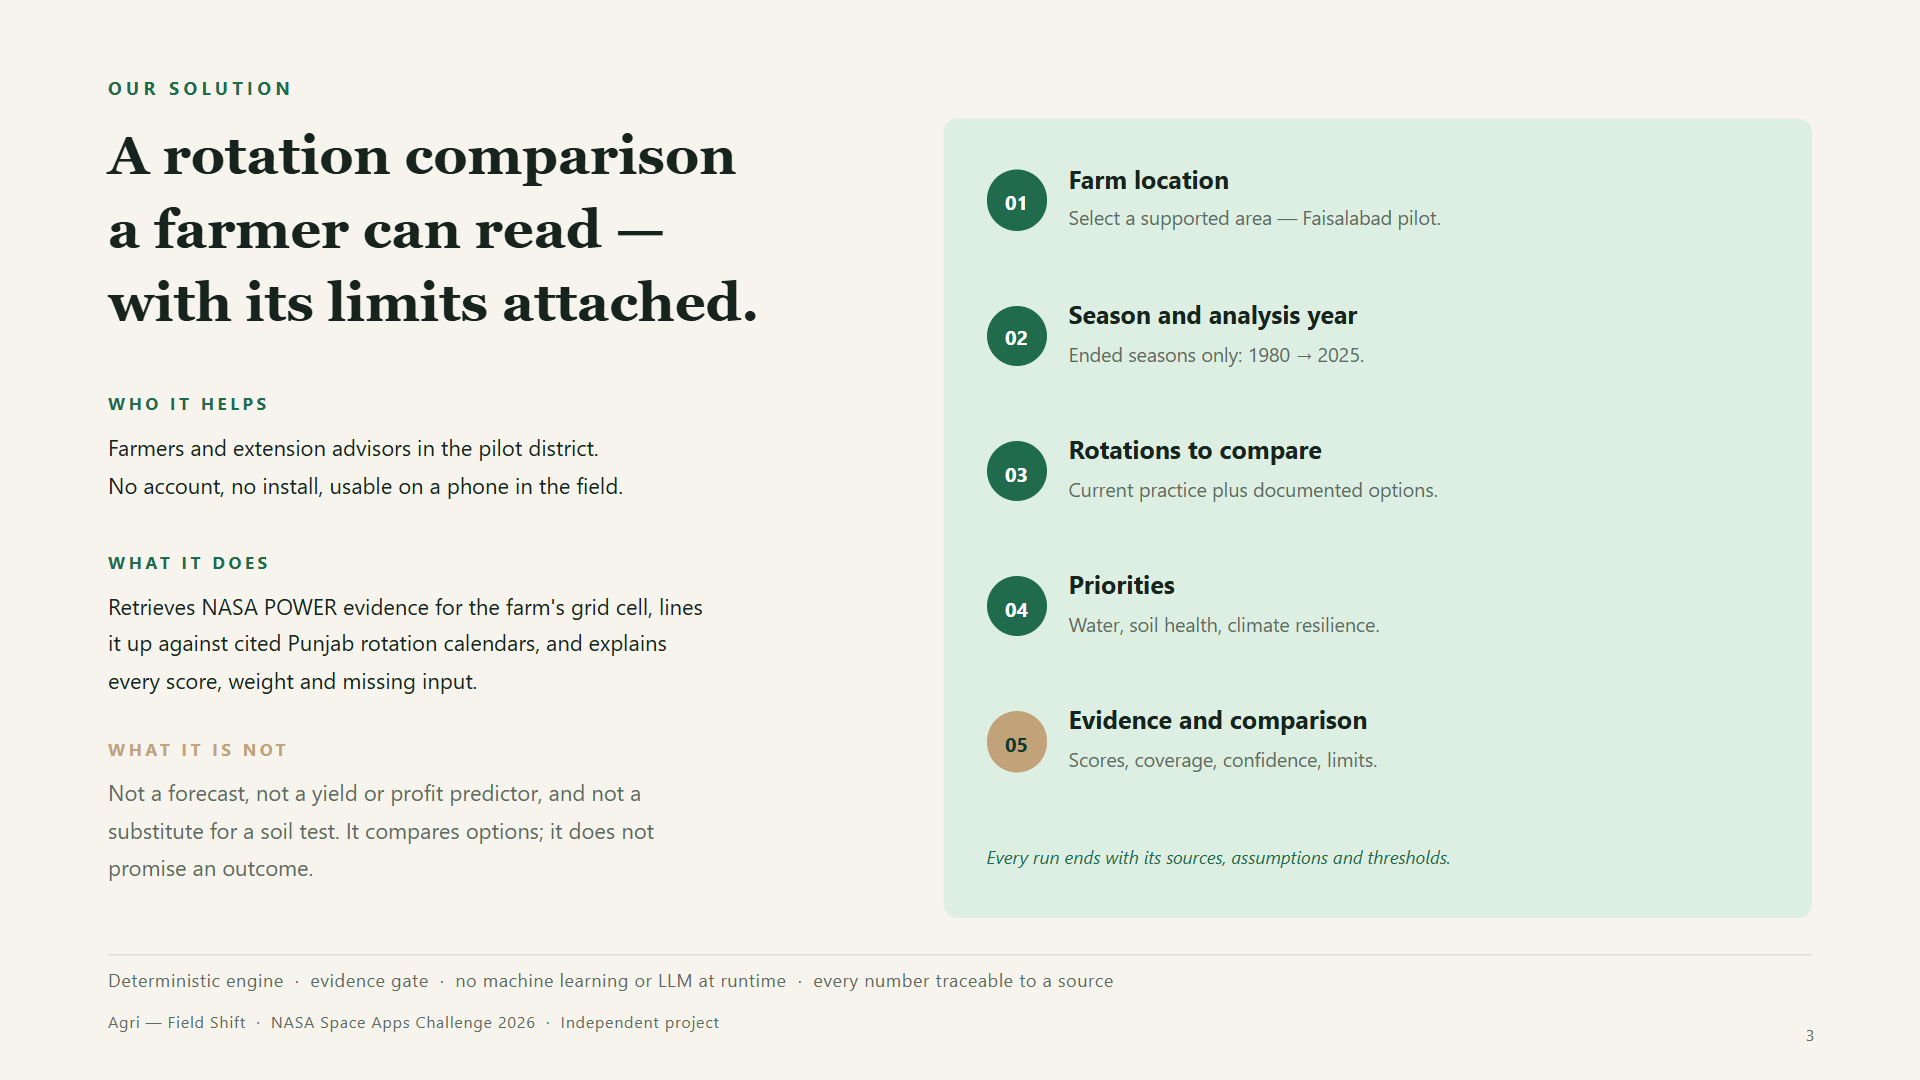 OUR SOLUTION
A rotation comparison
a farmer can read —
with its limits attached.
WHO IT HELPS
Farmers and extension advisors in the pilot district.
No account, no install, usable on a phone in the field.
WHAT IT DOES
Retrieves NASA POWER evidence for the farm's grid cell, lines
it up against cited Punjab rotation calendars, and explains
every score, weight and missing input.
WHAT IT IS NOT
Not a forecast, not a yield or profit predictor, and not a
substitute for a soil test. It compares options; it does not
promise an outcome.
01
Farm location
Select a supported area — Faisalabad pilot.
02
Season and analysis year
Ended seasons only: 1980 → 2025.
03
Rotations to compare
Current practice plus documented options.
04
Priorities
Water, soil health, climate resilience.
05
Evidence and comparison
Scores, coverage, confidence, limits.
Every run ends with its sources, assumptions and thresholds.
Deterministic engine · evidence gate · no machine learning or LLM at runtime · every number traceable to a source
Agri — Field Shift · NASA Space Apps Challenge 2026 · Independent project
3